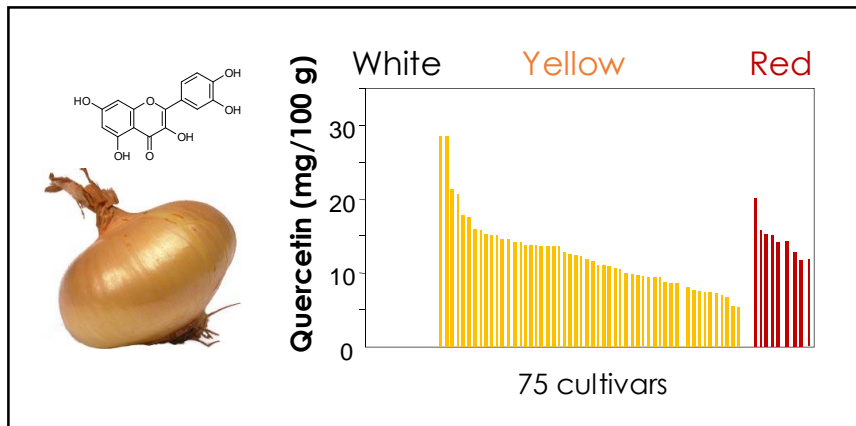 White Yellow Red
OH
HO O OH
OH
OH O
Quercetin (mg/100 g)
30
20
10
0
75 cultivars